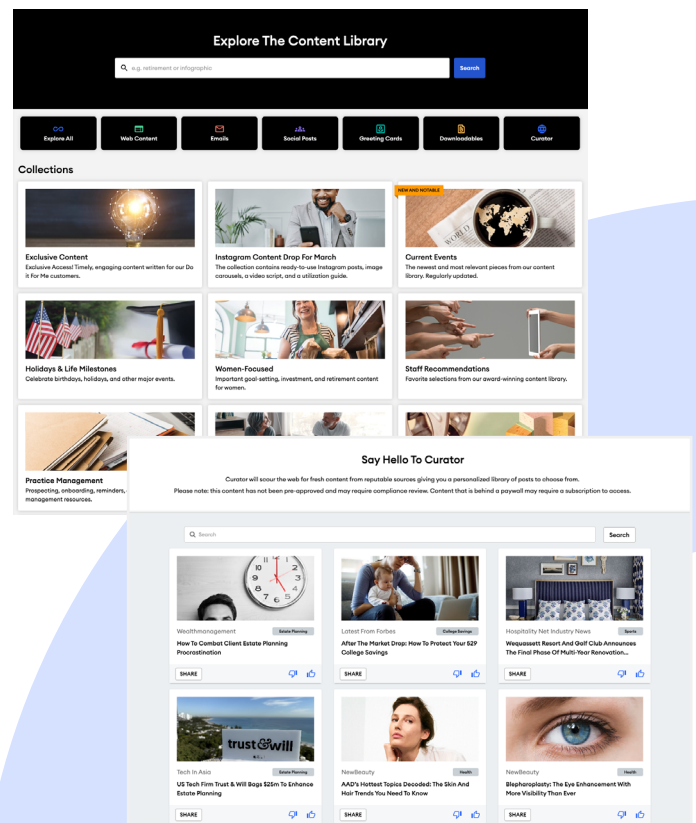 Explore The Content Library
e.g. retirement or infographic
Search
Explore All
Web Content
Emails
Social Posts
Greeting Cards
Downloadables
Curator
Collections
NEW AND NOTABLE
WORLD
Exclusive Content
Exclusive Access! Timely, engaging content written for our Do
it For Me customers.
Instagram Content Drop For March
The collection contains ready-to-use Instagram posts, image
carousels, a video script, and a utilization guide.
Current Events
The newest and most relevant pieces from our content
library. Regularly updated.
Holidays & Life Milestones
Celebrate birthdays, holidays, and other major events.
Women-Focused
Important goal-setting, investment, and retirement content
for women.
Staff Recommendations
Favorite selections from our award-winning content library.
Practice Management
Prospecting, onboarding, reminders,
management resources.
Say Hello To Curator
Curator will scour the web for fresh content from reputable sources giving you a personalized library of posts to choose from.
Please note: this content has not been pre-approved and may require compliance review. Content that is behind a paywall may require a subscription to access.
Search
Search
11 12 1
10 2
9 3
8 4
7 6 5
Wealthmanagement
Estate Planning
How To Combat Client Estate Planning
Procrastination
SHARE
Latest From Forbes
College Savings
After The Market Drop: How To Protect Your 529
College Savings
SHARE
Hospitality Net Industry News
Sports
Wequassett Resort And Golf Club Announces
The Final Phase Of Multi-Year Renovation...
SHARE
trust&will
Tech In Asia
Estate Planning
US Tech Firm Trust & Will Bags $25m To Enhance
Estate Planning
SHARE
NewBeauty
Health
AAD's Hottest Topics Decoded: The Skin And
Hair Trends You Need To Know
SHARE
NewBeauty
Health
Blepharoplasty: The Eye Enhancement With
More Visibility Than Ever
SHARE